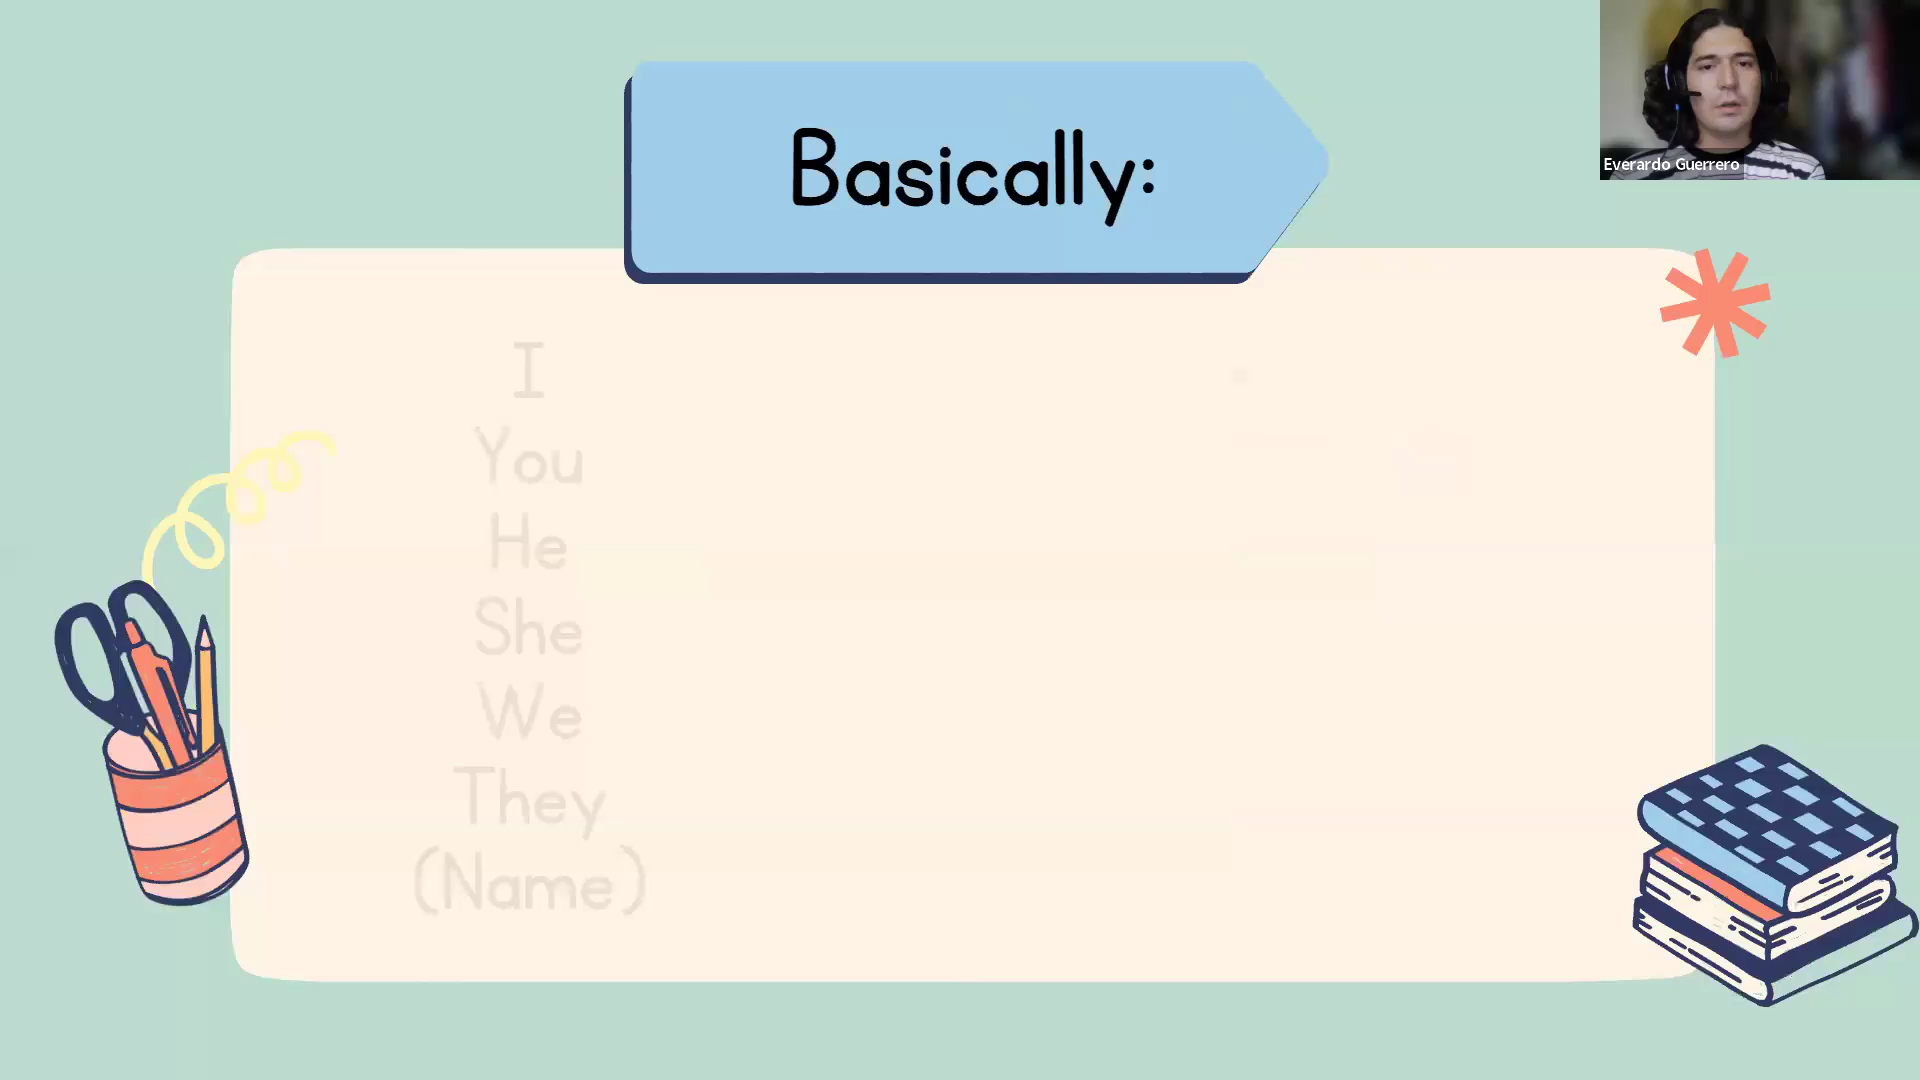 Basically:
Everardo Guerrero
I
You
He
She
We
They
(Name)